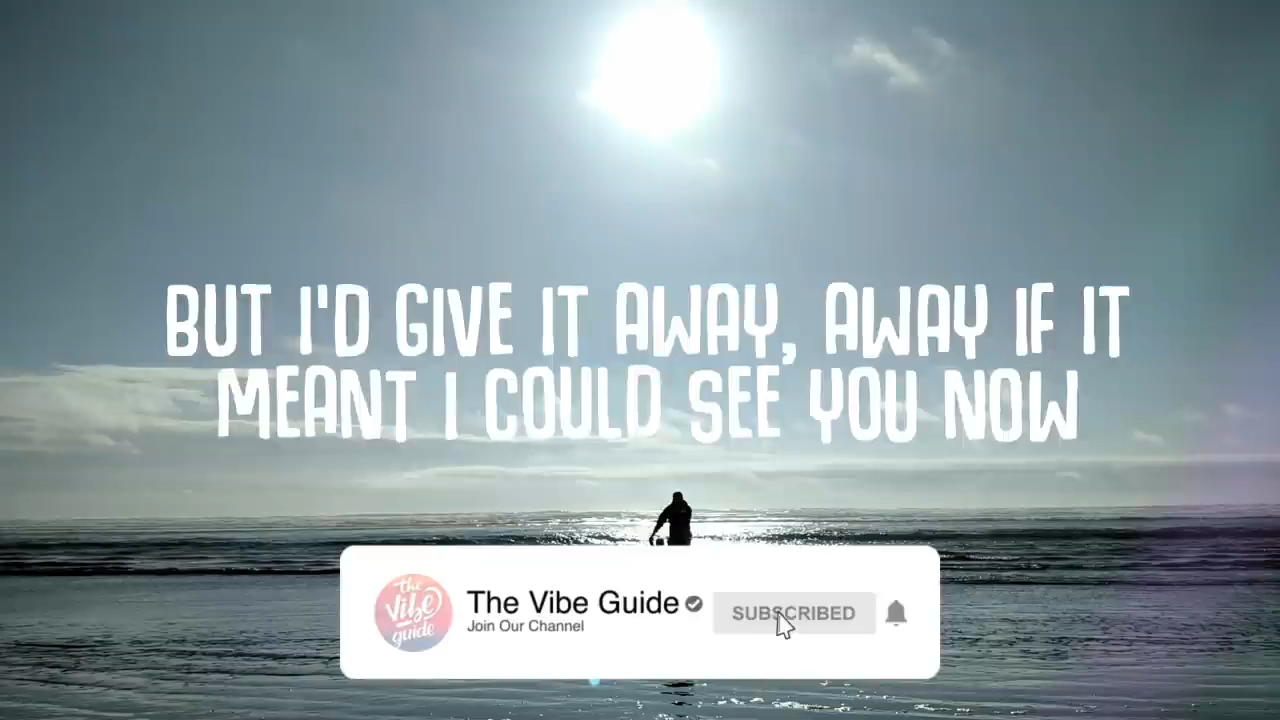 BUT I'D GIVE IT AWAY, AWAY IF IT
MEANT I COULD SEE YOU NOW
the
Vibe
guide
The Vibe Guide
Join Our Channel
SUBSCRIBED